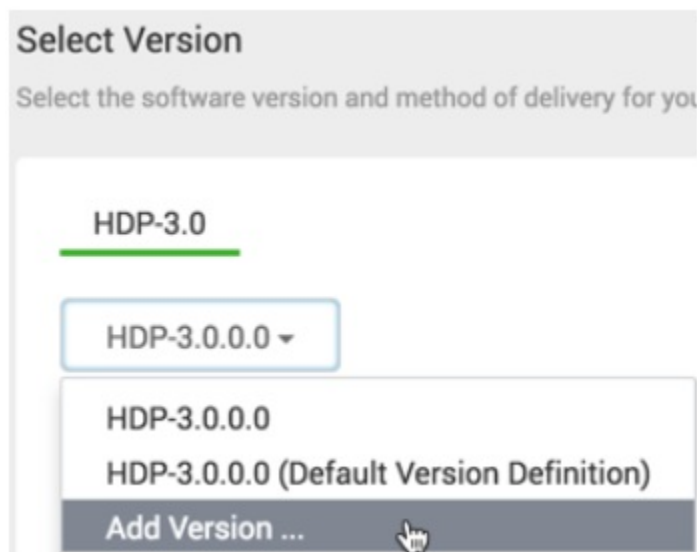 Select Version
Select the software version and method of delivery for
HDP-3.0
HDP-3.0.0.0
HDP-3.0.0.0
HDP-3.0.0.0 (Default Version Definition)
Add Version ...